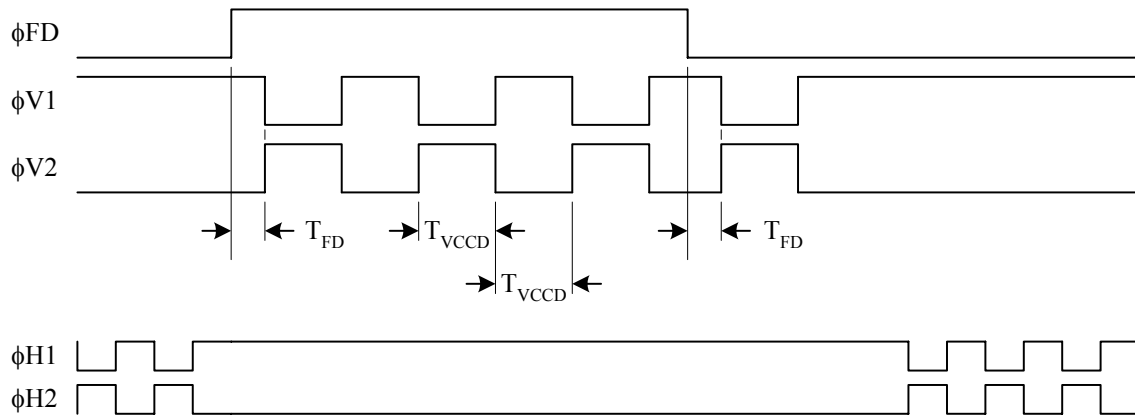 ϕFD
ϕV1
ϕV2
T_FD T_VCCD T_FD
T_VCCD
ϕH1
ϕH2